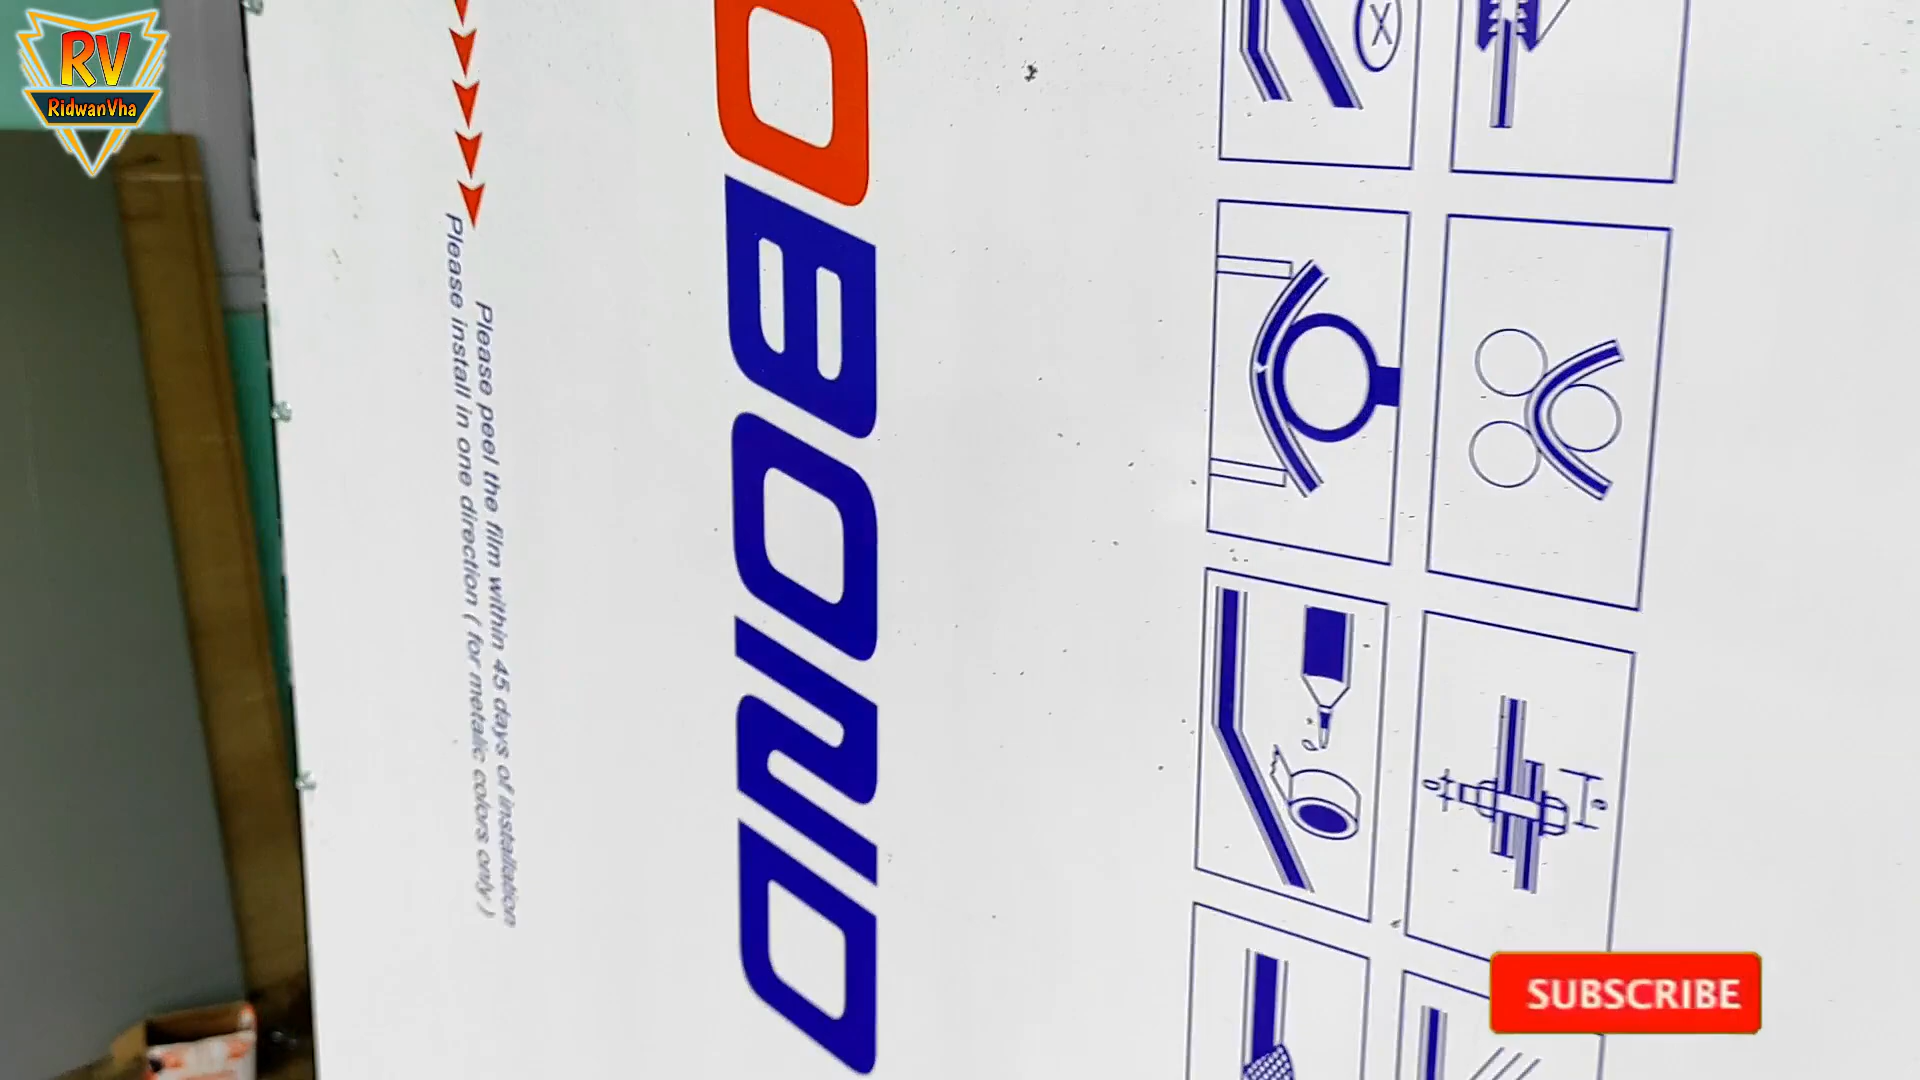 RV
RidwanVha
X
e
d
OBOND
Please peel the film within 45 days of installation
Please install in one direction ( for metalic colors only )
SUBSCRIBE